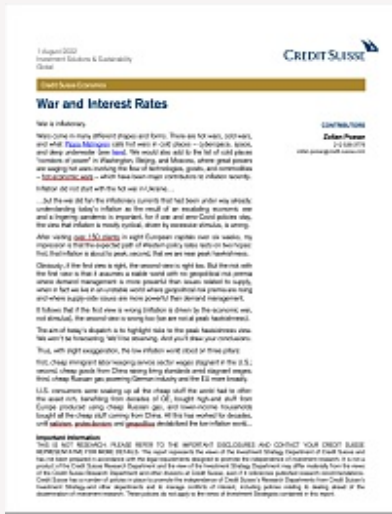 1 August 2022
Investment Solutions & Sustainability
Global
CREDIT SUISSE
Credit Suisse Economics
War and Interest Rates
CONTRIBUTORS
Zoltan Pozsar
War is inflationary.
Wars come in many different shapes and forms. There are hot wars, cold wars,
and what Pippa Malmgren calls hot wars in cold places – cyberspace, space,
and deep underwater (see here). We would also add to the list of cold places
"corridors of power" in Washington, Beijing, and Moscow, where great powers
are waging hot wars involving the flow of technologies, goods, and commodities
– hot economic wars – which have been major contributors to inflation recently.
Inflation did not start with the hot war in Ukraine...
...but the war did fan the inflationary currents that had been under way already.
understanding today's inflation as the result of an escalating economic war
and a lingering pandemic is important, for if war and zero-Covid policies stay,
the view that inflation is mostly cyclical, driven by excessive stimulus, is wrong.
After visiting over 150 clients in eight European capitals over six weeks, my
impression is that the expected path of Western policy rates rests on two hypes:
first, that inflation is about to peak; second, that we are near peak hawkishness.
Obviously, if the first view is right, the second view is right too. But the rub with
the first view is that it assumes a stable world with no geopolitical risk premia
where demand management is more powerful than issues related to supply,
when in fact we live in an unstable world where geopolitical risk premia are rising
and where supply-side issues are more powerful than demand management.
It follows that if the first view is wrong (inflation is driven by the economic war,
not stimulus), the second view is wrong too (we are not at peak hawkishness).
The aim of today's dispatch is to highlight risks to the peak hawkishness view.
We won't be forecasting. We'll be observing. And you'll draw your conclusions.
Thus, with slight exaggeration, the low inflation world stood on three pillars:
first, cheap immigrant labor keeping service sector wages stagnant in the U.S.;
second, cheap goods from China raising living standards amid stagnant wages;
third, cheap Russian gas powering German industry and the EU more broadly.
U.S. consumers were soaking up all the cheap stuff the world had to offer:
the asset rich, benefiting from decades of QE, bought high-end stuff from
Europe produced using cheap Russian gas, and lower-income households
bought all the cheap stuff coming from China. All this has worked for decades,
until nativism, protectionism and geopolitics destabilized the low inflation world...
Important Information
THIS IS NOT RESEARCH. PLEASE REFER TO THE IMPORTANT DISCLOSURES AND CONTACT YOUR CREDIT SUISSE
REPRESENTATIVE FOR MORE DETAILS.